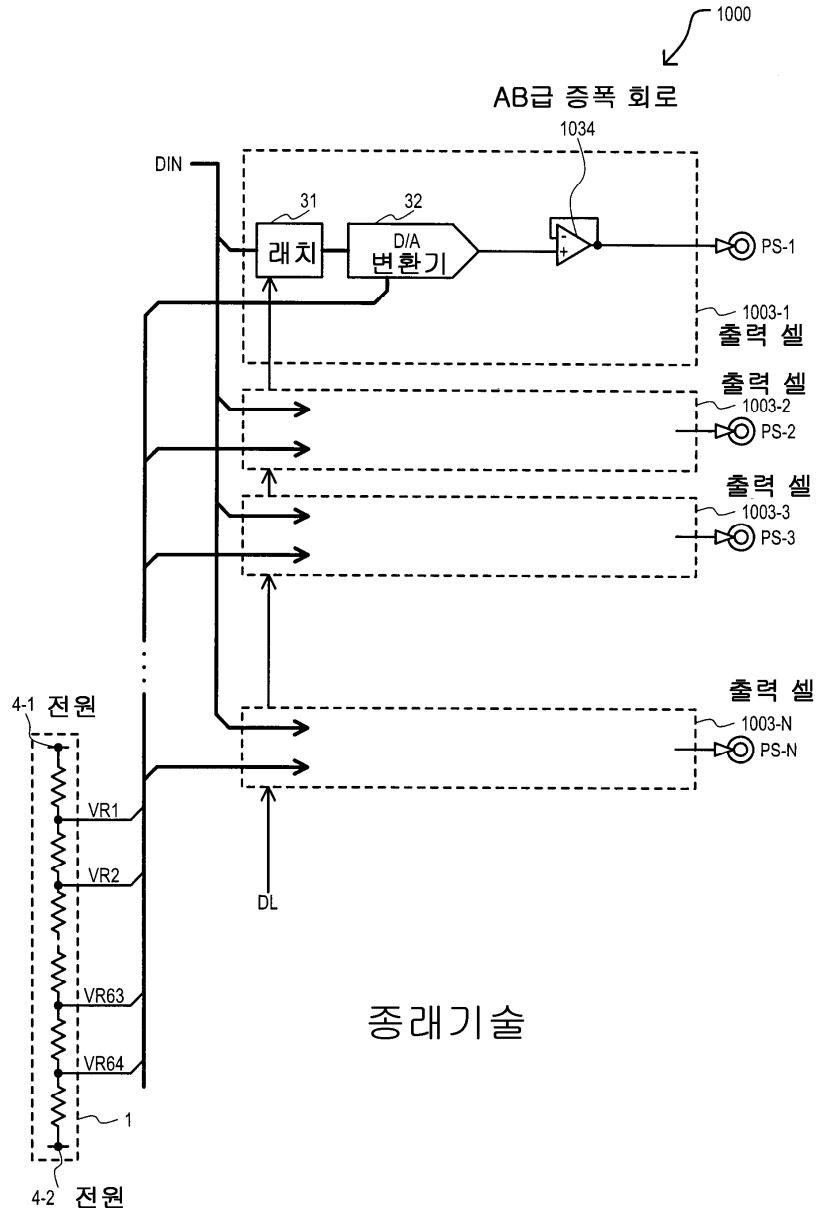 1000
AB급 증폭 회로
1034
DIN
31
32
래치
D/A
변환기
-
+
PS-1
1003-1
출력 셀
출력 셀
1003-2
PS-2
출력 셀
1003-3
PS-3
출력 셀
1003-N
PS-N
4-1 전원
VR1
VR2
DL
VR63
종래기술
VR64
1
4-2 전원